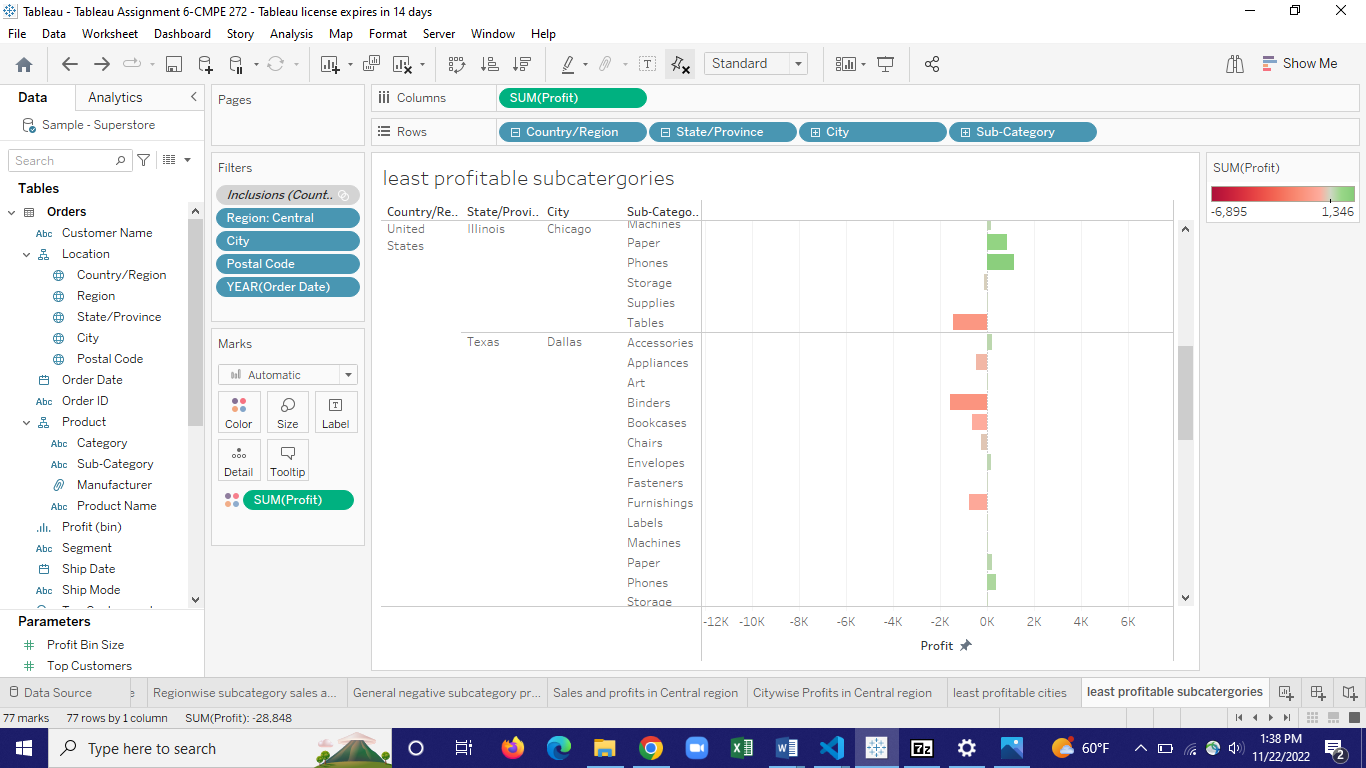 Tableau - Tableau Assignment 6-CMPE 272 - Tableau license expires in 14 days
File Data Worksheet Dashboard Story Analysis Map Format Server Window Help
Standard
Show Me
Data Analytics
Sample - Superstore
Search
Tables
Orders
Abc Customer Name
Location
Country/Region
Region
State/Province
City
Postal Code
Order Date
Abc Order ID
Product
Abc Category
Abc Sub-Category
Manufacturer
Abc Product Name
Profit (bin)
Abc Segment
Ship Date
Abc Ship Mode
Parameters
# Profit Bin Size
# Top Customers
Pages
Filters
Inclusions (Count..
Region: Central
City
Postal Code
YEAR(Order Date)
Marks
Automatic
Color Size Label
Detail Tooltip
SUM(Profit)
Columns SUM(Profit)
Rows Country/Region State/Province City Sub-Category
least profitable subcatergories
Country/Re.. State/Provi.. City Sub-Catego..
United States Illinois Chicago Machines
Paper
Phones
Storage
Supplies
Tables
Texas Dallas Accessories
Appliances
Art
Binders
Bookcases
Chairs
Envelopes
Fasteners
Furnishings
Labels
Machines
Paper
Phones
Storage
-12K -10K -8K -6K -4K -2K 0K 2K 4K 6K
Profit
SUM(Profit)
-6,895 1,346
Data Source e Regionwise subcategory sales a... General negative subcategory pr... Sales and profits in Central region Citywise Profits in Central region least profitable cities least profitable subcatergories
77 marks 77 rows by 1 column SUM(Profit): -28,848
Type here to search
7z
60°F
1:38 PM
11/22/2022
2